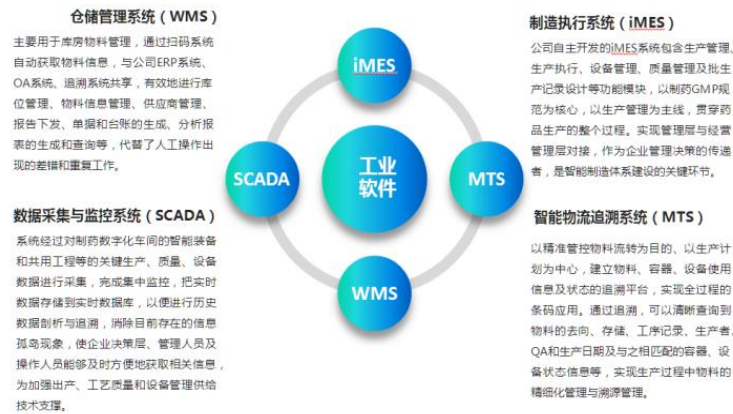 仓储管理系统（WMS）
主要用于库房物料管理，通过扫码系统
自动获取物料信息，与公司ERP系统、
OA系统、追溯系统共享，有效地进行库
位管理、物料信息管理、供应商管理、
报告下发、单据和台账的生成、分析报
表的生成和查询等，代替了人工操作出
现的差错和重复工作。
数据采集与监控系统（SCADA）
系统经过对制药数字化车间的智能装备
和共用工程等的关键生产、质量、设备
数据进行采集，完成集中监控，把实时
数据存储到实时数据库，以便进行历史
数据剖析与追溯，消除目前存在的信息
孤岛现象，使企业决策层、管理人员及
操作人员能够及时方便地获取相关信息，
为加强出产、工艺质量和设备管理供给
技术支撑。
iMES
SCADA
工业
软件
MTS
WMS
制造执行系统（iMES）
公司自主开发的iMES系统包含生产管理、
生产执行、设备管理、质量管理及批生
产记录设计等功能模块，以制药GMP规
范为核心，以生产管理为主线，贯穿药
品生产的整个过程。实现管理层与经营
管理层对接，作为企业管理决策的传递
者，是智能制造体系建设的关键环节。
智能物流追溯系统（MTS）
以精准管控物料流转为目的、以生产计
划为中心，建立物料、容器、设备使用
信息及状态的追溯平台，实现全过程的
条码应用。通过追溯，可以清晰查询到
物料的去向、存储、工序记录、生产者、
QA和生产日期及与之相匹配的容器、设
备状态信息等，实现生产过程中物料的
精细化管理与溯源管理。